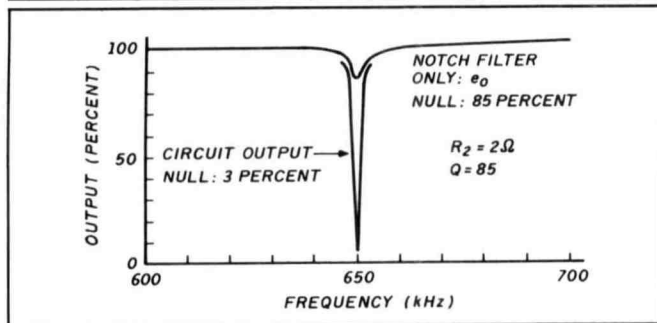 100
50
0
OUTPUT (PERCENT)
NOTCH FILTER
ONLY: e₀
NULL: 85 PERCENT
R₂ = 2Ω
Q = 85
CIRCUIT OUTPUT
NULL: 3 PERCENT
600
650
700
FREQUENCY (kHz)